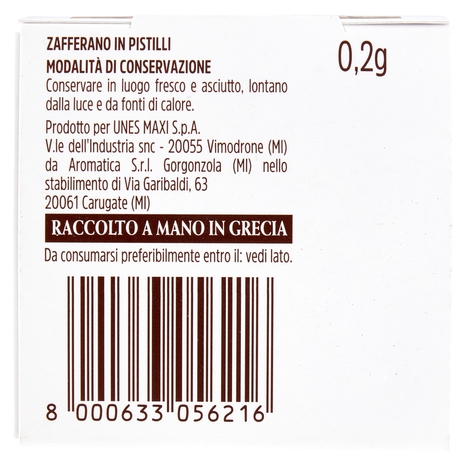 ZAFFERANO IN PISTILLI
0,2g
MODALITÀ DI CONSERVAZIONE
Conservare in luogo fresco e asciutto, lontano
dalla luce e da fonti di calore.
Prodotto per UNES MAXI S.p.A.
V.le dell'Industria snc - 20055 Vimodrone (MI)
da Aromatica S.r.l. Gorgonzola (MI) nello
stabilimento di Via Garibaldi, 63
20061 Carugate (MI)
RACCOLTO A MANO IN GRECIA
Da consumarsi preferibilmente entro il: vedi lato.
8 000633 056216